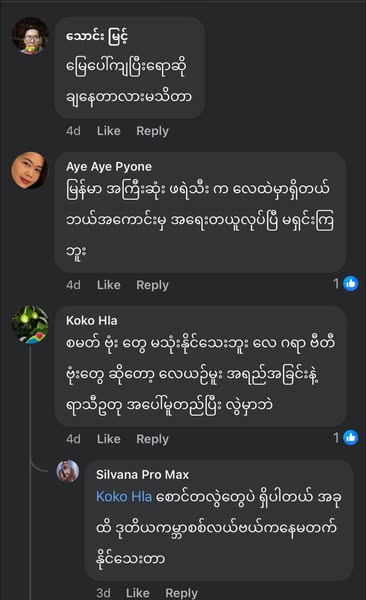 သောင်း မြင့်
မြေပေါ်ကျပြီးရောဆို
ချနေတာလားမသိတာ
4d Like Reply
Aye Aye Pyone
မြန်မာ အကြီးဆုံး ဖရဲသီး က လေထဲမှာရှိတယ်
ဘယ်အကောင်းမှ အရေးတယူလုပ်ပြီ မရှင်းကြ
ဘူး
4d Like Reply 1
Koko Hla
စမတ် ဗုံး တွေ မသုံးနိုင်သေးဘူး လေ ဂရာ ဗီတီ
ဗုံးတွေ ဆိုတော့ လေယဉ်မှူး အရည်အခြင်းနဲ့
ရာသီဥတု အပေါ်မူတည်ပြီး လွဲမှာဘဲ
4d Like Reply 1
Silvana Pro Max
Koko Hla စောင်တလွဲတွေပဲ ရှိပါတယ် အခု
ထိ ဒုတိယကမ္ဘာစစ်လယ်ဗယ်ကနေမတက်
နိုင်သေးတာ
3d Like Reply